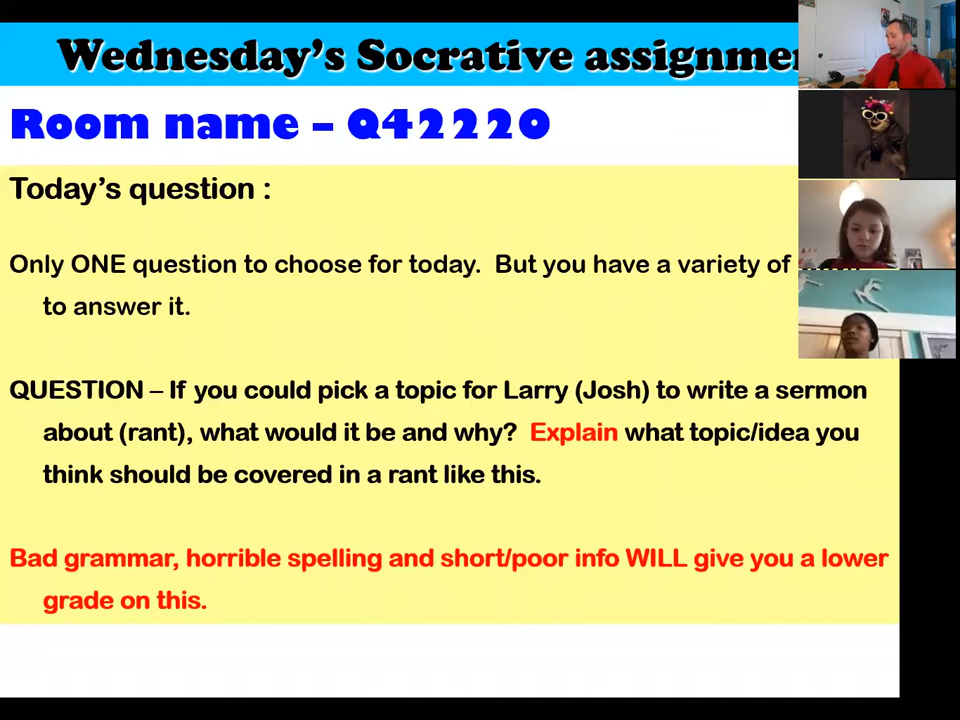 Wednesday's Socrative assignmen
Room name – Q42220
Today's question :
Only ONE question to choose for today. But you have a variety of
to answer it.
QUESTION – If you could pick a topic for Larry (Josh) to write a sermon
about (rant), what would it be and why? Explain what topic/idea you
think should be covered in a rant like this.
Bad grammar, horrible spelling and short/poor info WILL give you a lower
grade on this.